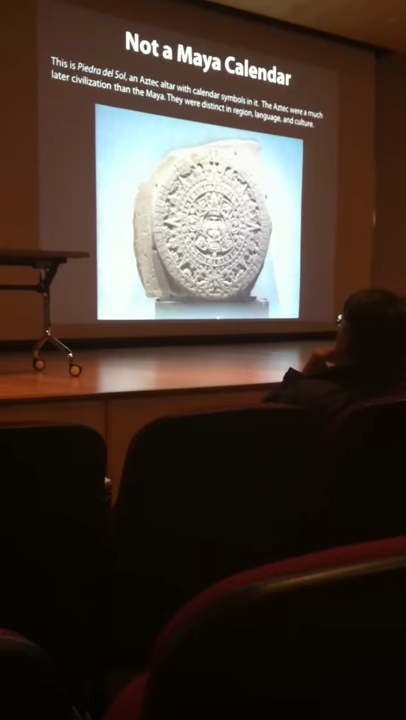 Not a Maya Calendar
This is Piedra del Sol, an Aztec altar with calendar symbols in it. The Aztec were a much
later civilization than the Maya. They were distinct in region, language, and culture.